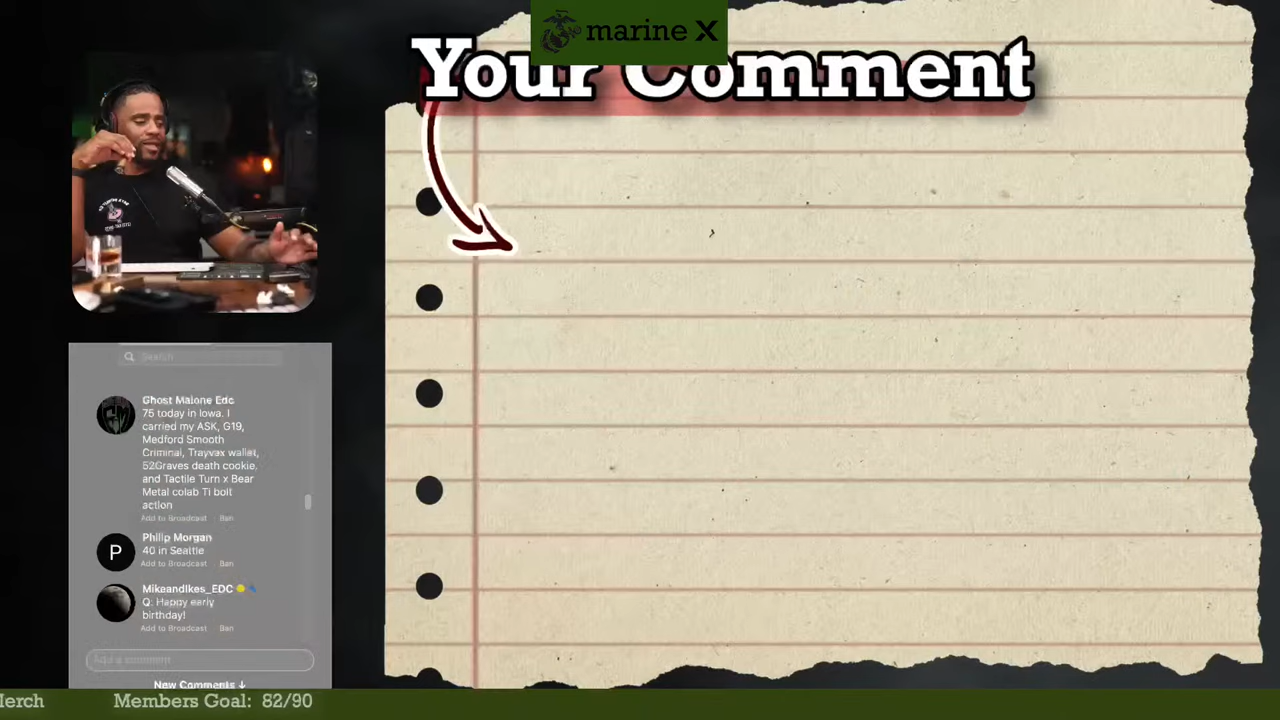 marine X
Your Comment
Search
Ghost Malone Edc
75 today in Iowa. I
carried my ASK, G19,
Medford Smooth
Criminal, Trayvax wallet,
52Graves death cookie,
and Tactile Turn x Bear
Metal colab Ti bolt
action
Add to Broadcast Ban
Philip Morgan
P
40 in Seattle
Add to Broadcast Ban
MikeandIkes_EDC
Q: Happy early
birthday!
Add to Broadcast Ban
Add a comment
New Comments ↓
Merch Members Goal: 82/90